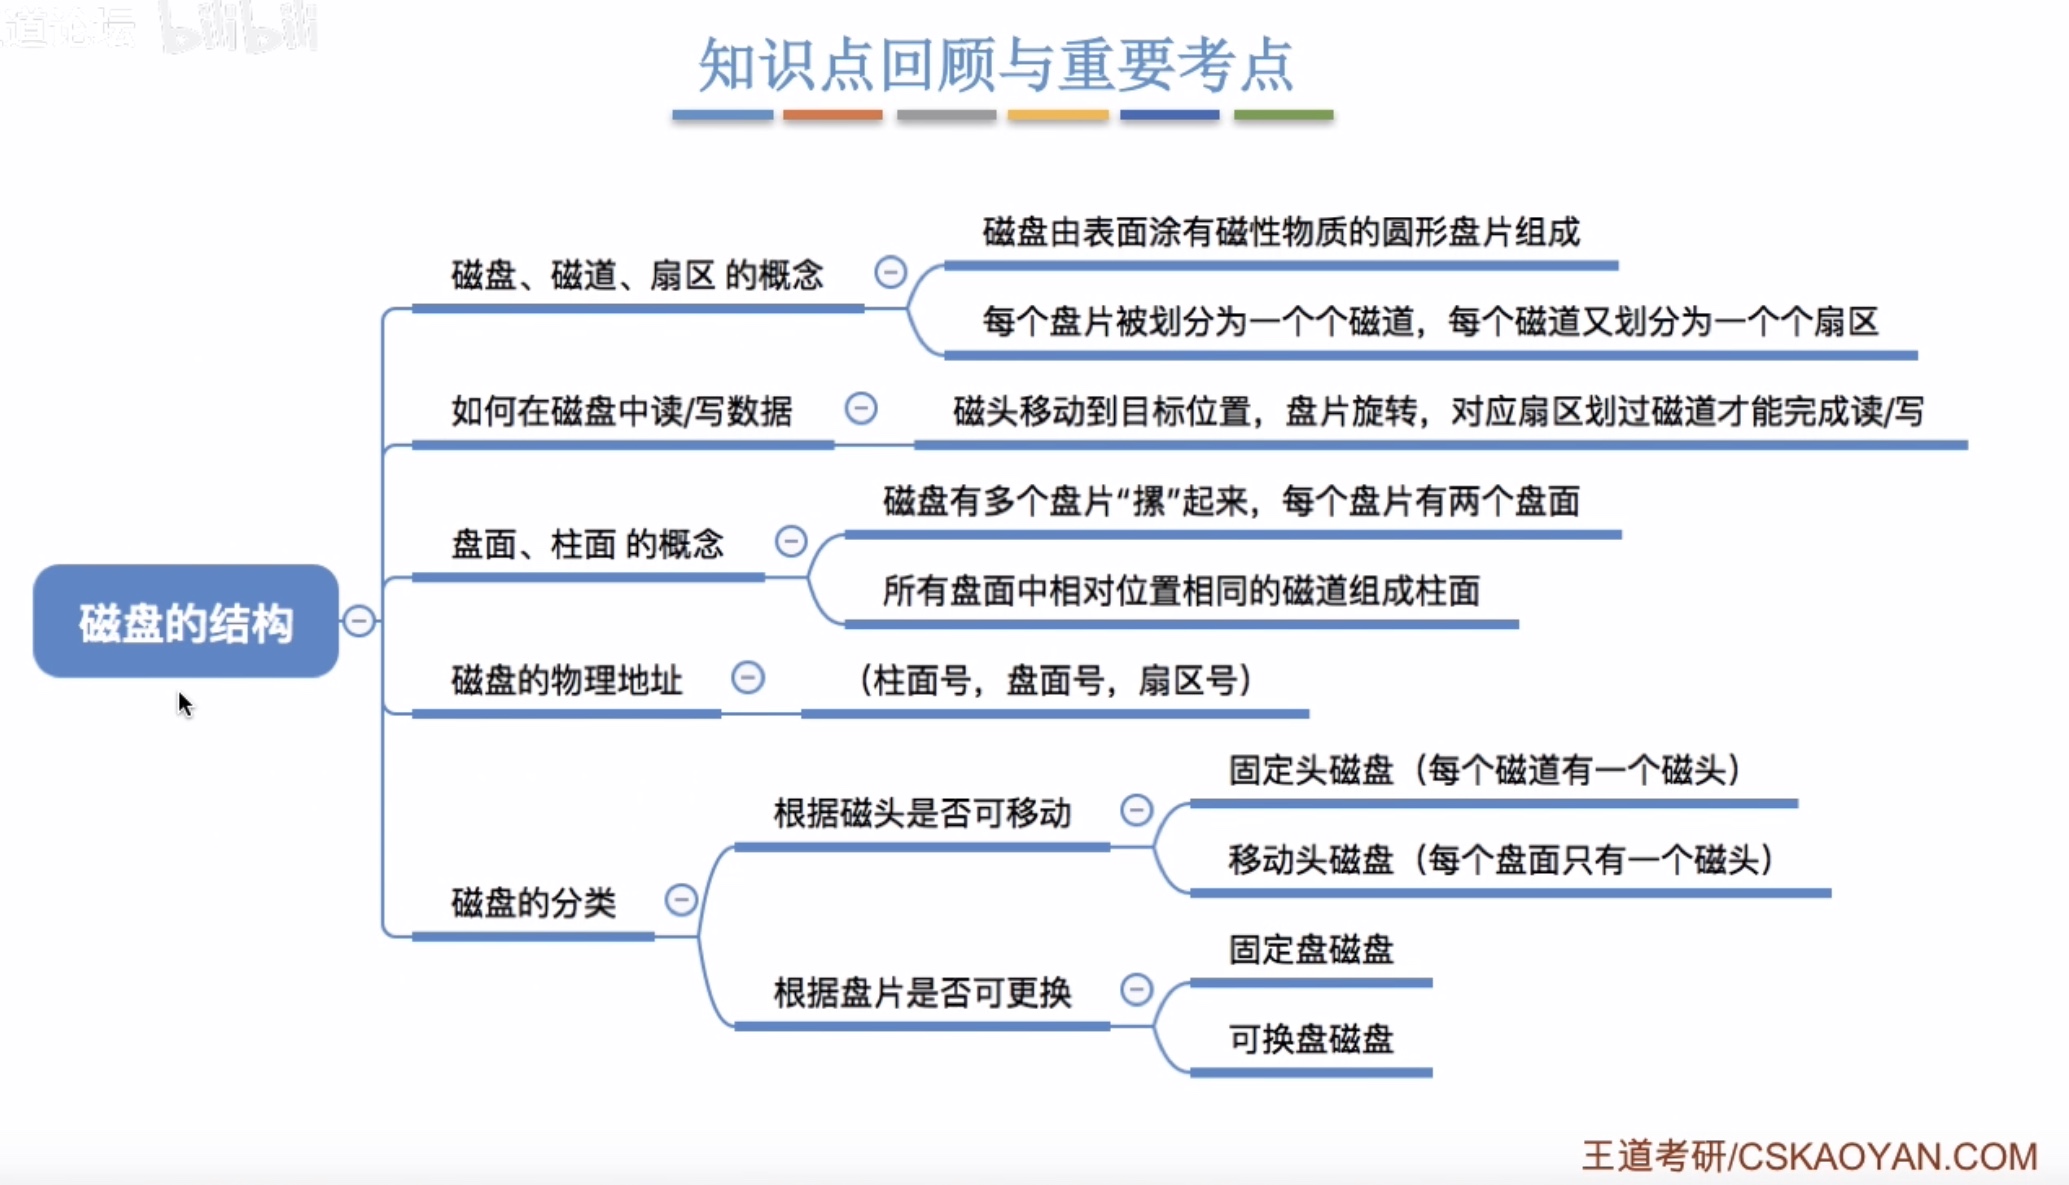 道论坛 bilibili
知识点回顾与重要考点
磁盘的结构
磁盘、磁道、扇区 的概念
磁盘由表面涂有磁性物质的圆形盘片组成
每个盘片被划分为一个个磁道，每个磁道又划分为一个个扇区
如何在磁盘中读/写数据
磁头移动到目标位置，盘片旋转，对应扇区划过磁道才能完成读/写
盘面、柱面 的概念
磁盘有多个盘片“摞”起来，每个盘片有两个盘面
所有盘面中相对位置相同的磁道组成柱面
磁盘的物理地址
（柱面号，盘面号，扇区号）
磁盘的分类
根据磁头是否可移动
固定头磁盘（每个磁道有一个磁头）
移动头磁盘（每个盘面只有一个磁头）
根据盘片是否可更换
固定盘磁盘
可换盘磁盘
王道考研/CSKAOYAN.COM